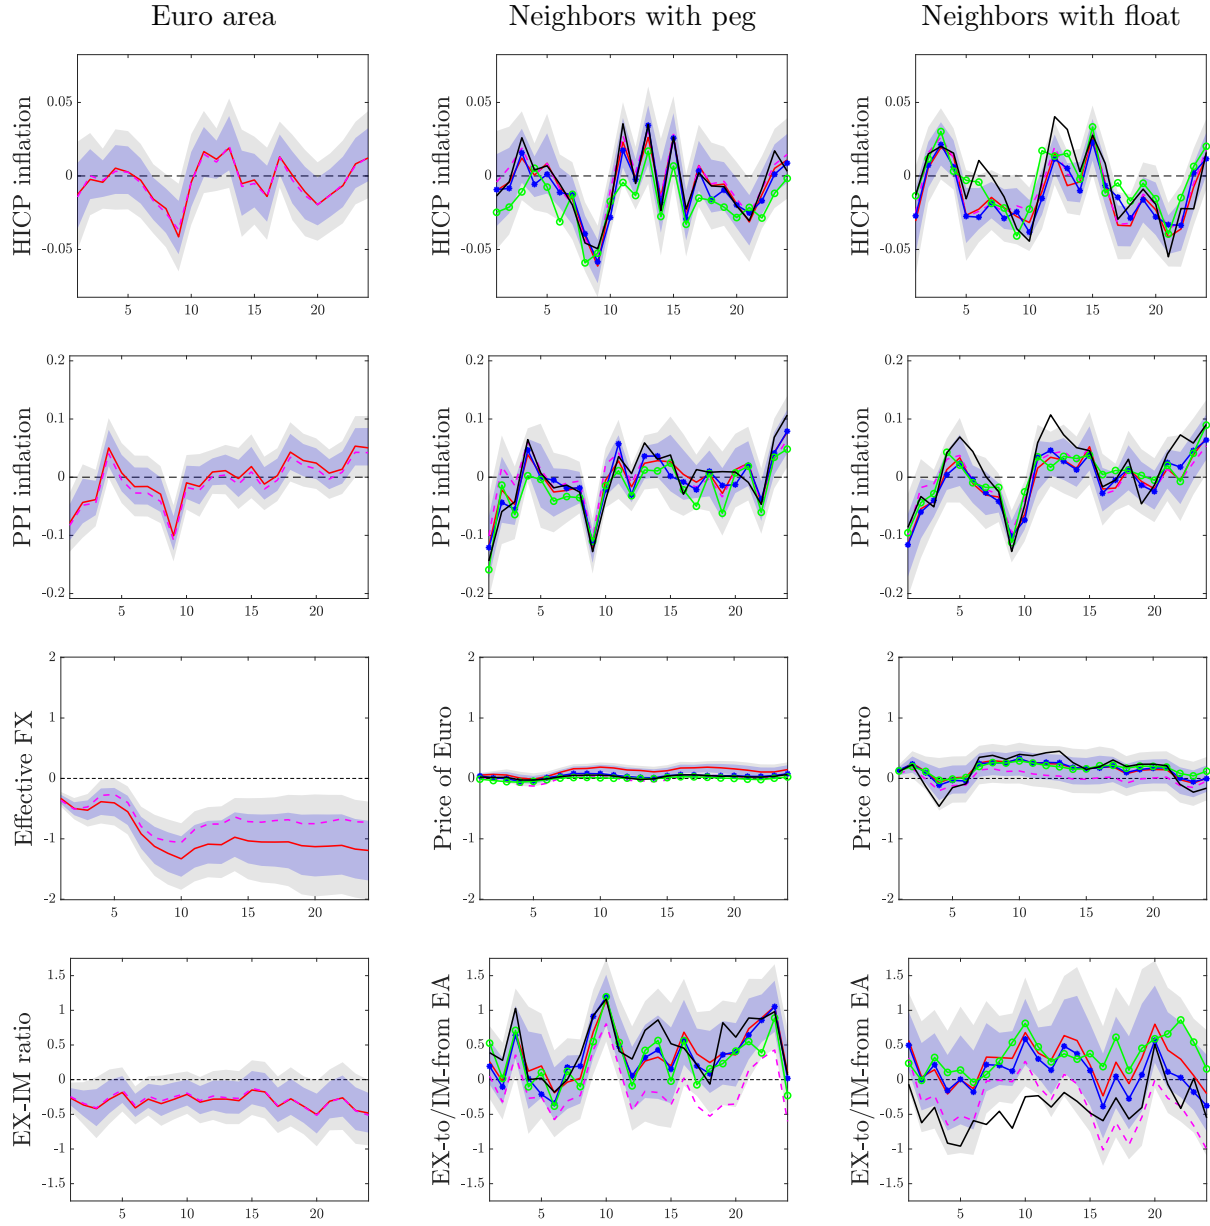 Euro area Neighbors with peg Neighbors with float
HICP inflation
0.05
0
-0.05
5 10 15 20
HICP inflation
0.05
0
-0.05
5 10 15 20
HICP inflation
0.05
0
-0.05
5 10 15 20
PPI inflation
0.2
0.1
0
-0.1
-0.2
5 10 15 20
PPI inflation
0.2
0.1
0
-0.1
-0.2
5 10 15 20
PPI inflation
0.2
0.1
0
-0.1
-0.2
5 10 15 20
Effective FX
2
1
0
-1
-2
5 10 15 20
Price of Euro
2
1
0
-1
-2
5 10 15 20
Price of Euro
2
1
0
-1
-2
5 10 15 20
EX-IM ratio
1.5
1
0.5
0
-0.5
-1
-1.5
5 10 15 20
EX-to/IM-from EA
1.5
1
0.5
0
-0.5
-1
-1.5
5 10 15 20
EX-to/IM-from EA
1.5
1
0.5
0
-0.5
-1
-1.5
5 10 15 20